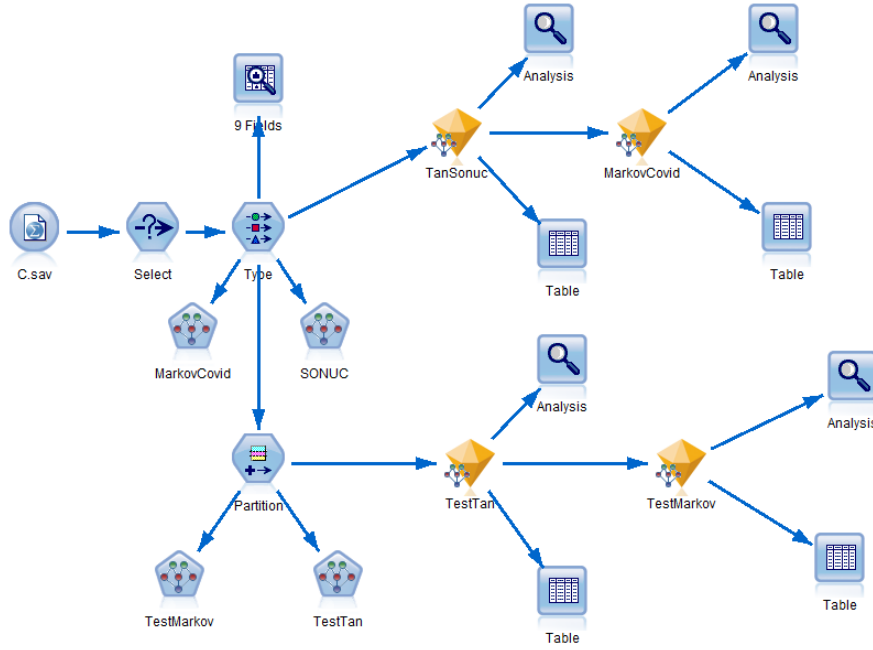 Analysis
Analysis
9 Fields
TanSonuc
MarkovCovid
C.sav
Select
Type
Table
Table
MarkovCovid
SONUC
Analysis
Analysis
Partition
TestTan
TestMarkov
TestMarkov
TestTan
Table
Table